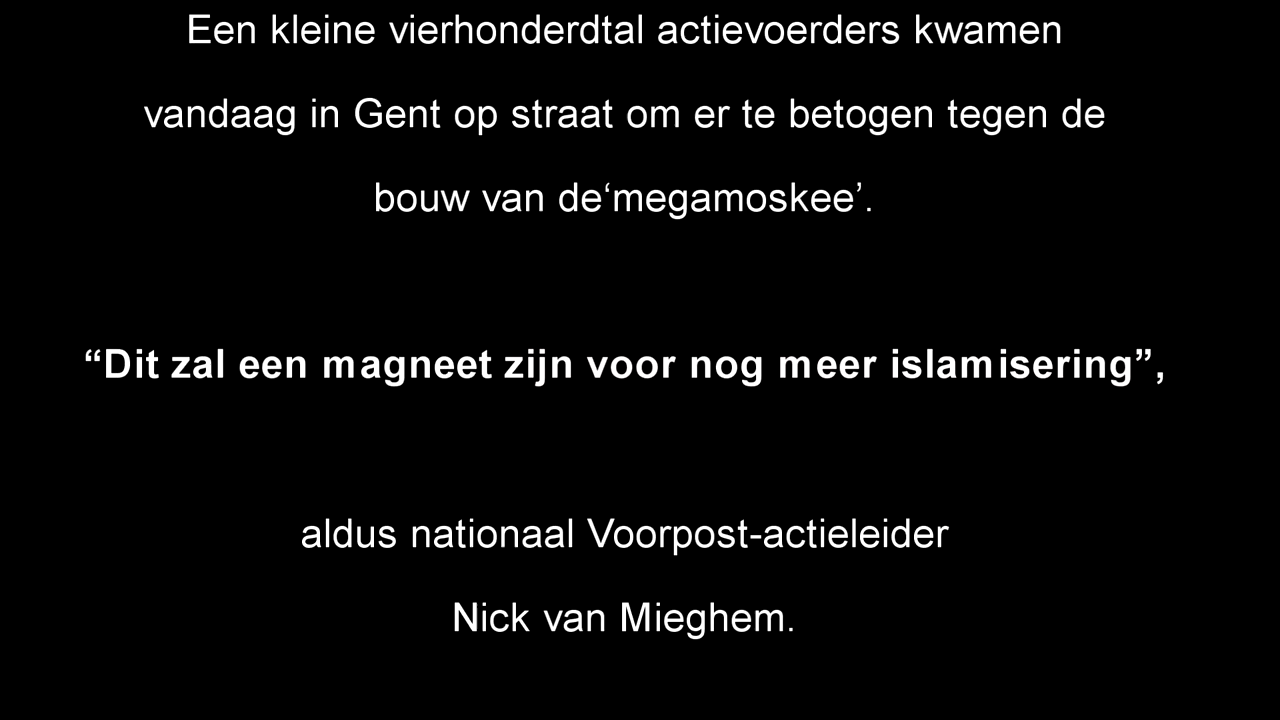 Een kleine vierhonderdtal actievoerders kwamen
vandaag in Gent op straat om er te betogen tegen de
bouw van de‘megamoskee’.
“Dit zal een magneet zijn voor nog meer islamisering”,
aldus nationaal Voorpost-actieleider
Nick van Mieghem.